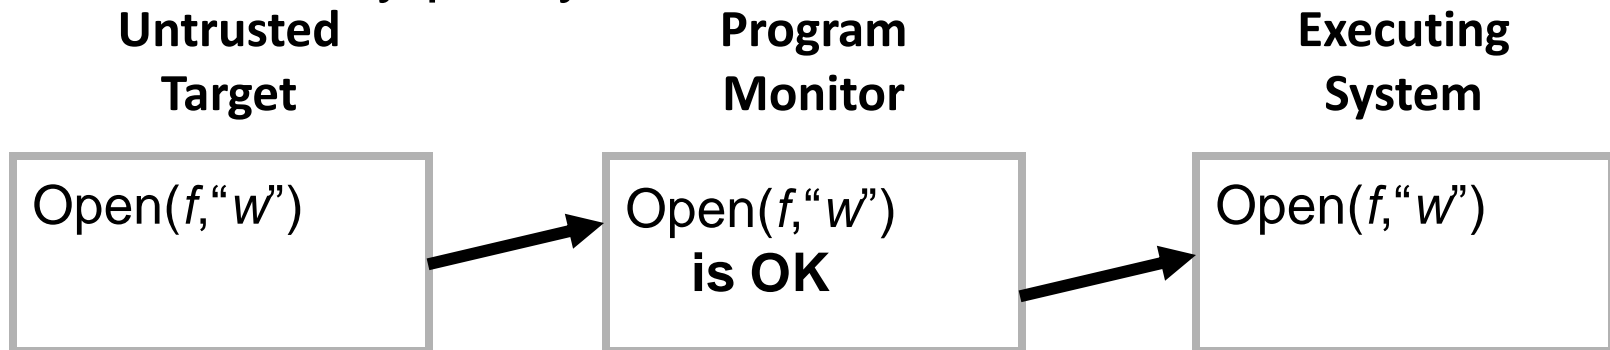 Untrusted
Target
Program
Monitor
Executing
System
Open(f,“w”)
Open(f,“w”)
is OK
Open(f,“w”)